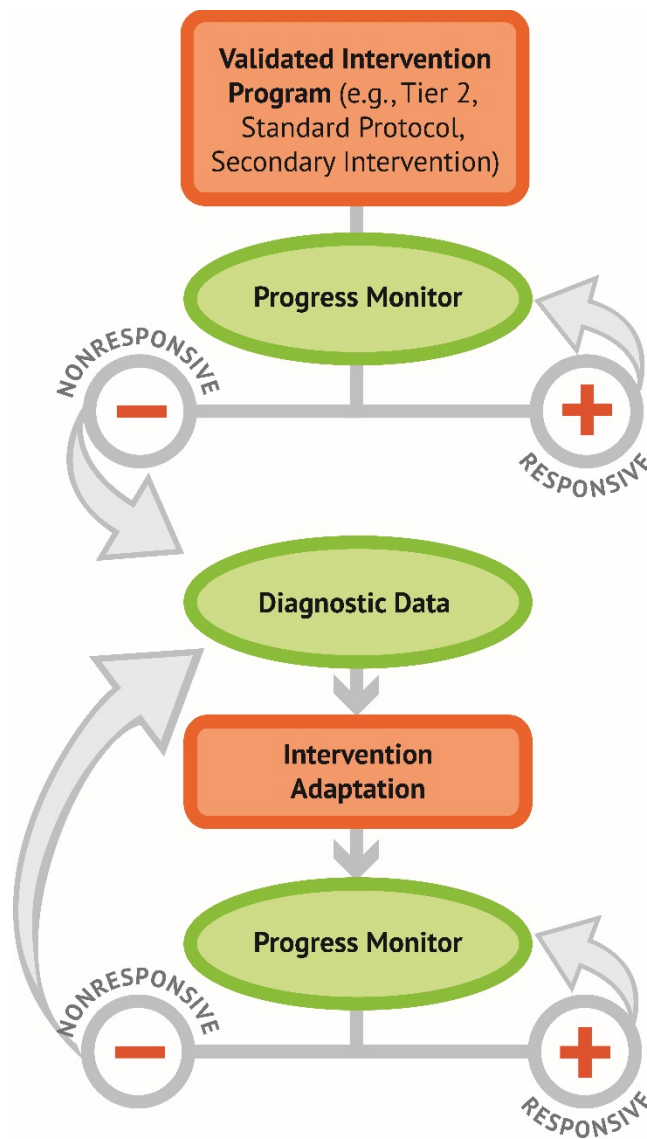 Validated Intervention
Program (e.g., Tier 2,
Standard Protocol,
Secondary Intervention)
Progress Monitor
NONRESPONSIVE
RESPONSIVE
Diagnostic Data
Intervention
Adaptation
Progress Monitor
NONRESPONSIVE
RESPONSIVE